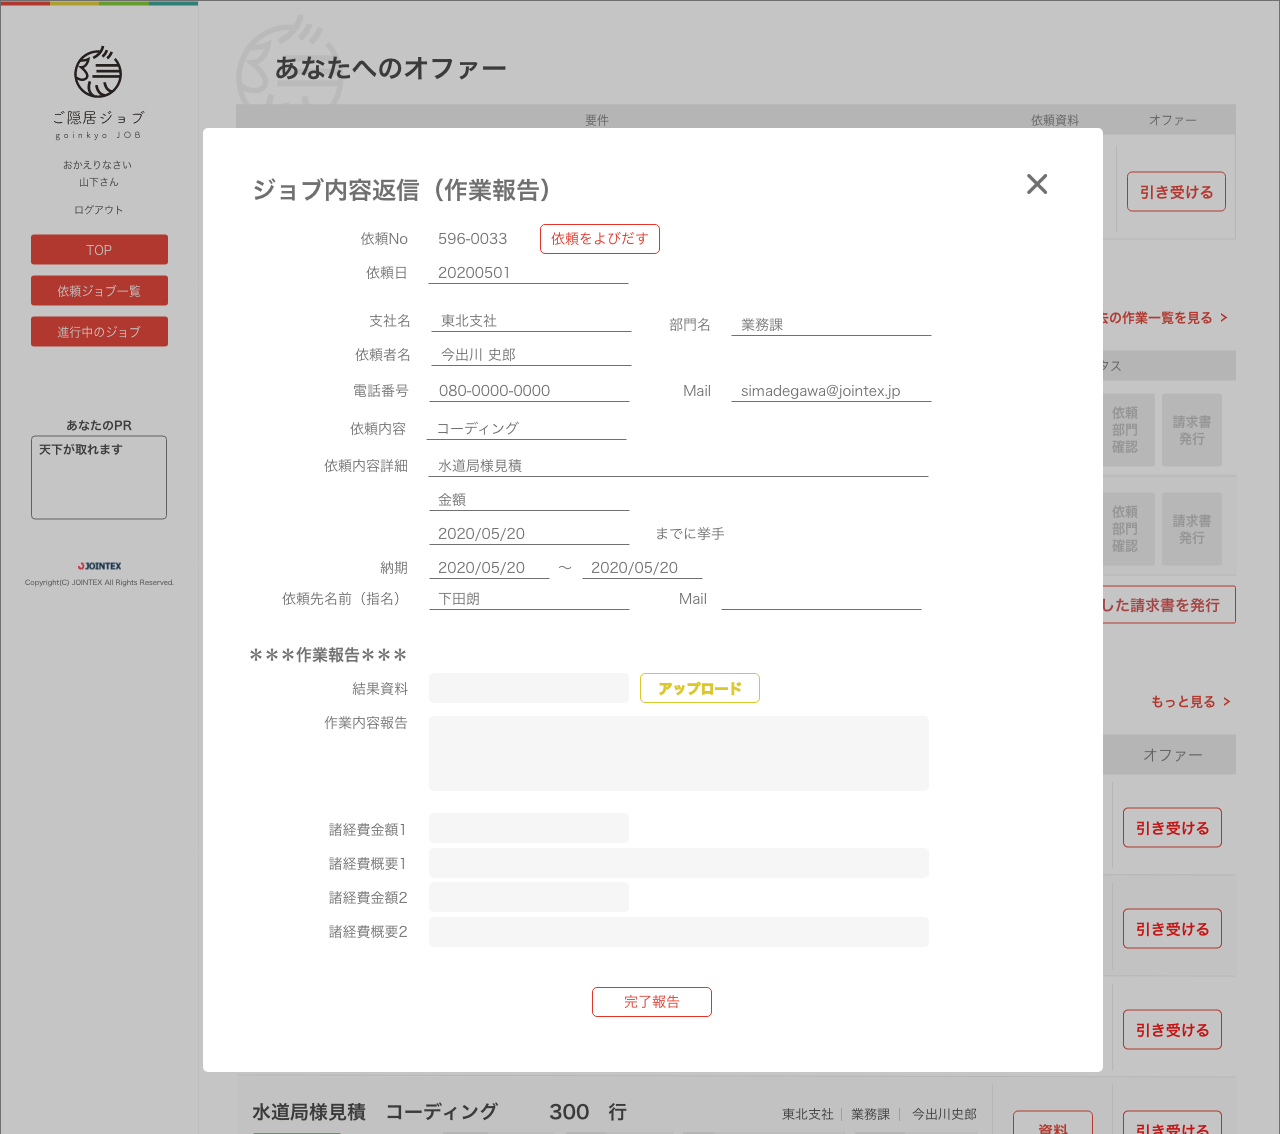 ご隠居ジョブ
goinkyo JOB
おかえりなさい
山下さん
ログアウト
TOP
依頼ジョブ一覧
進行中のジョブ
あなたのPR
天下が取れます
JOINTEX
Copyright(C) JOINTEX All Rights Reserved.
あなたへのオファー
要件 依頼資料 オファー
引き受ける
ジョブ内容返信（作業報告）
依頼No 596-0033 依頼をよびだす
依頼日 20200501
支社名 東北支社 部門名 業務課
依頼者名 今出川 史郎
電話番号 080-0000-0000 Mail simadegawa@jointex.jp
依頼内容 コーディング
依頼内容詳細 水道局様見積
金額
2020/05/20 までに挙手
納期 2020/05/20 〜 2020/05/20
依頼先名前（指名） 下田朗 Mail
＊＊＊作業報告＊＊＊
結果資料 アップロード
作業内容報告
諸経費金額1
諸経費概要1
諸経費金額2
諸経費概要2
完了報告
の作業一覧を見る >
タス
依頼
部門
確認
請求書
発行
依頼
部門
確認
請求書
発行
した請求書を発行
もっと見る >
オファー
引き受ける
引き受ける
引き受ける
水道局様見積 コーディング 300 行 東北支社 業務課 今出川史郎
資料 引き受ける